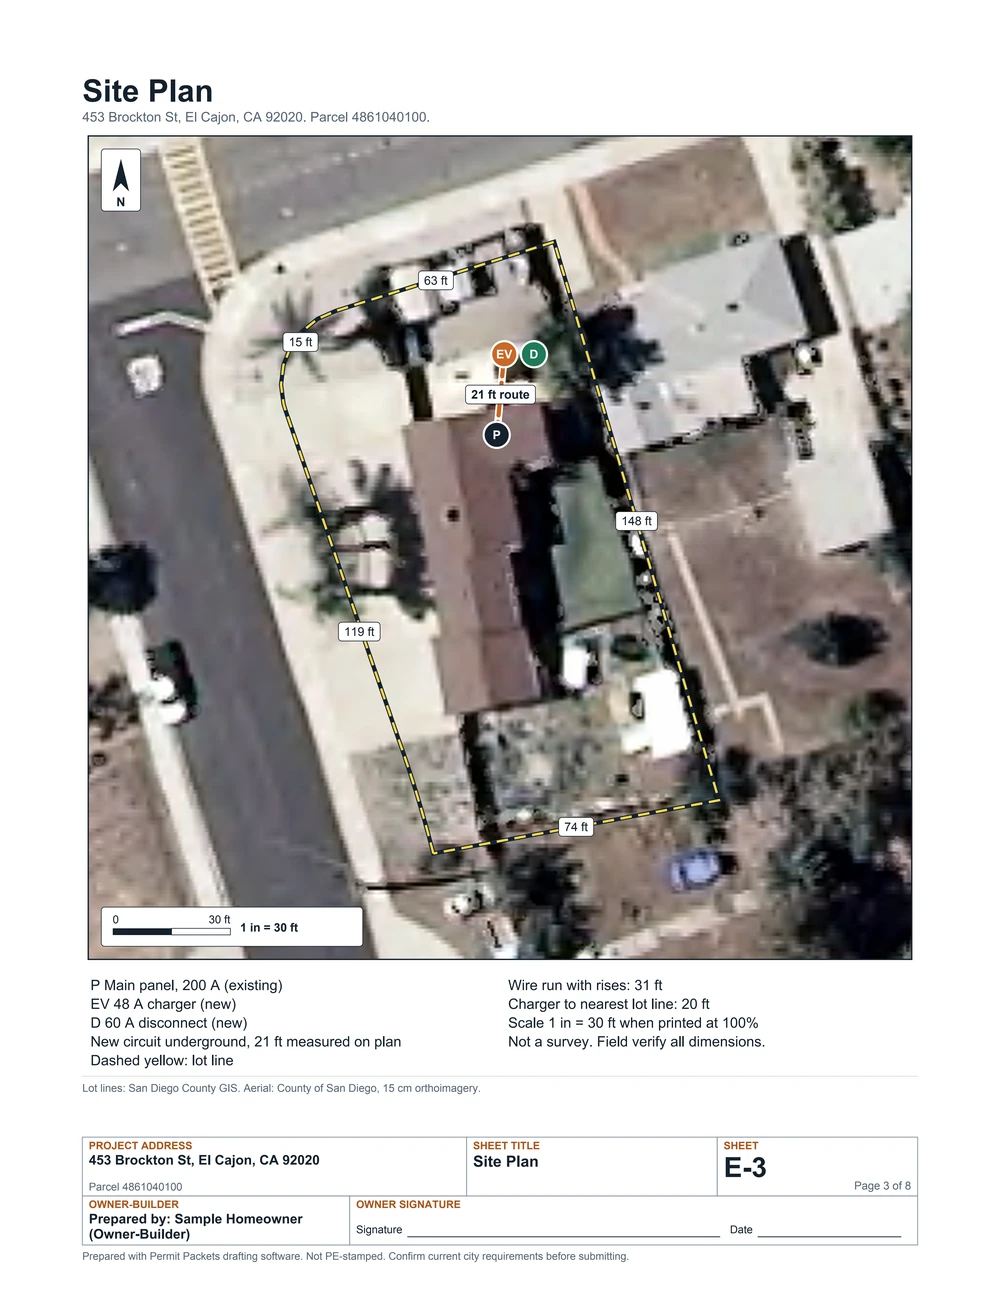 Site Plan
453 Brockton St, El Cajon, CA 92020. Parcel 4861040100.
N
63 ft
15 ft
EV D
21 ft route
P
148 ft
119 ft
74 ft
0 30 ft
1 in = 30 ft
P Main panel, 200 A (existing)
EV 48 A charger (new)
D 60 A disconnect (new)
New circuit underground, 21 ft measured on plan
Dashed yellow: lot line
Wire run with rises: 31 ft
Charger to nearest lot line: 20 ft
Scale 1 in = 30 ft when printed at 100%
Not a survey. Field verify all dimensions.
Lot lines: San Diego County GIS. Aerial: County of San Diego, 15 cm orthoimagery.
PROJECT ADDRESS
453 Brockton St, El Cajon, CA 92020
Parcel 4861040100
SHEET TITLE
Site Plan
SHEET
E-3
Page 3 of 8
OWNER-BUILDER
Prepared by: Sample Homeowner
(Owner-Builder)
OWNER SIGNATURE
Signature
Date
Prepared with Permit Packets drafting software. Not PE-stamped. Confirm current city requirements before submitting.